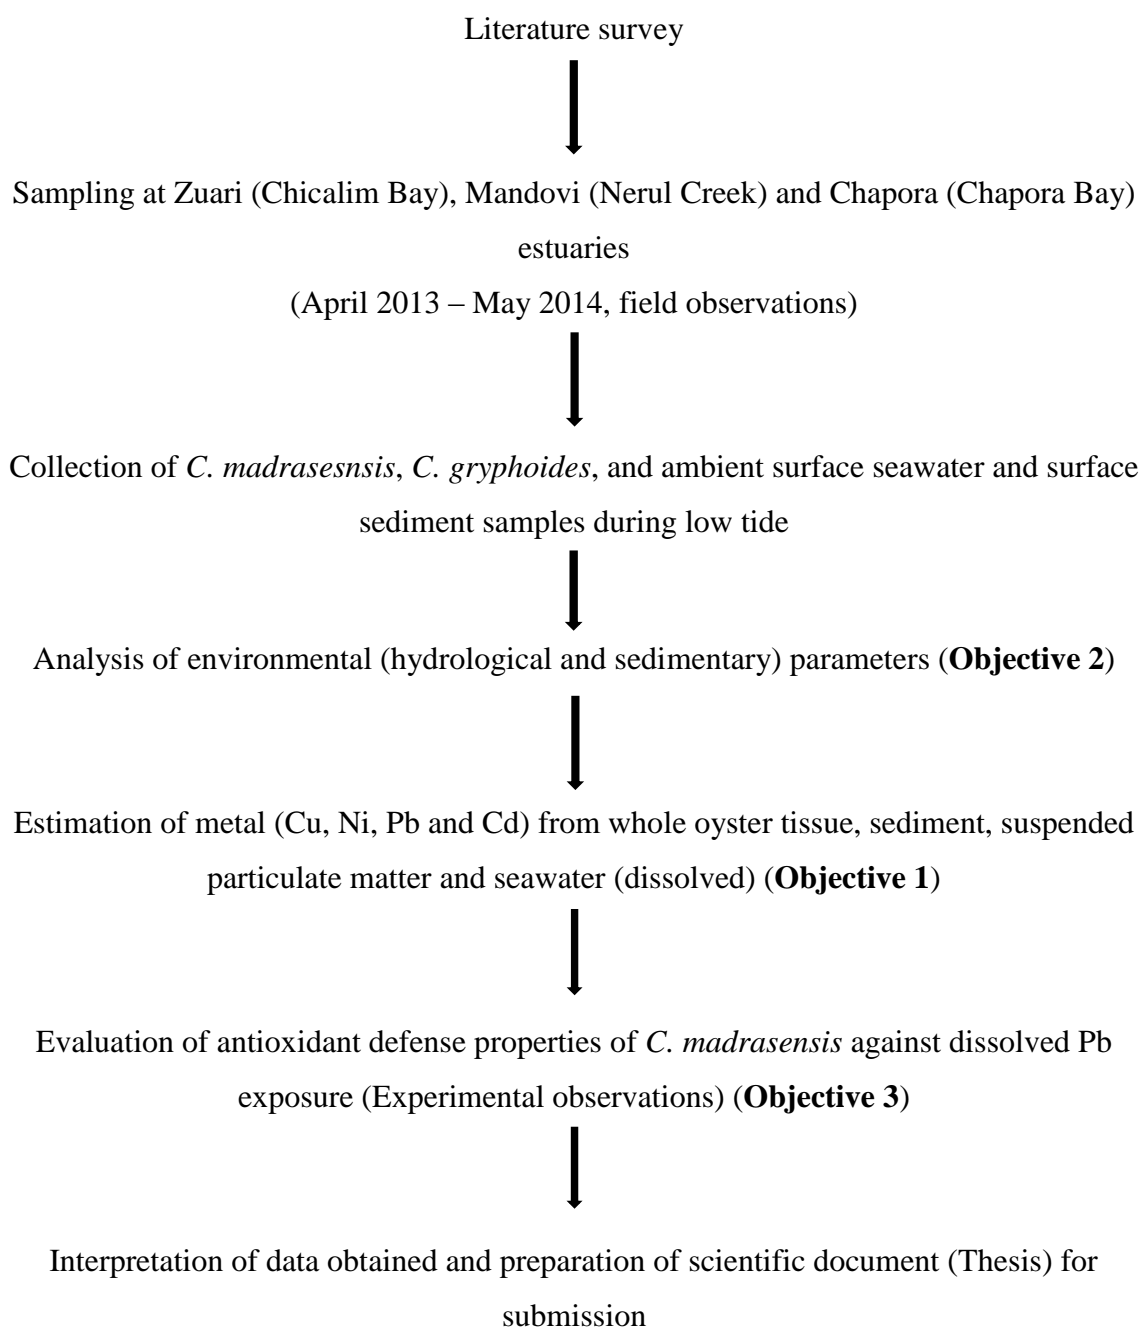 Literature survey
Sampling at Zuari (Chicalim Bay), Mandovi (Nerul Creek) and Chapora (Chapora Bay)
estuaries
(April 2013 – May 2014, field observations)
Collection of C. madrasesnsis, C. gryphoides, and ambient surface seawater and surface
sediment samples during low tide
Analysis of environmental (hydrological and sedimentary) parameters (Objective 2)
Estimation of metal (Cu, Ni, Pb and Cd) from whole oyster tissue, sediment, suspended
particulate matter and seawater (dissolved) (Objective 1)
Evaluation of antioxidant defense properties of C. madrasensis against dissolved Pb
exposure (Experimental observations) (Objective 3)
Interpretation of data obtained and preparation of scientific document (Thesis) for
submission